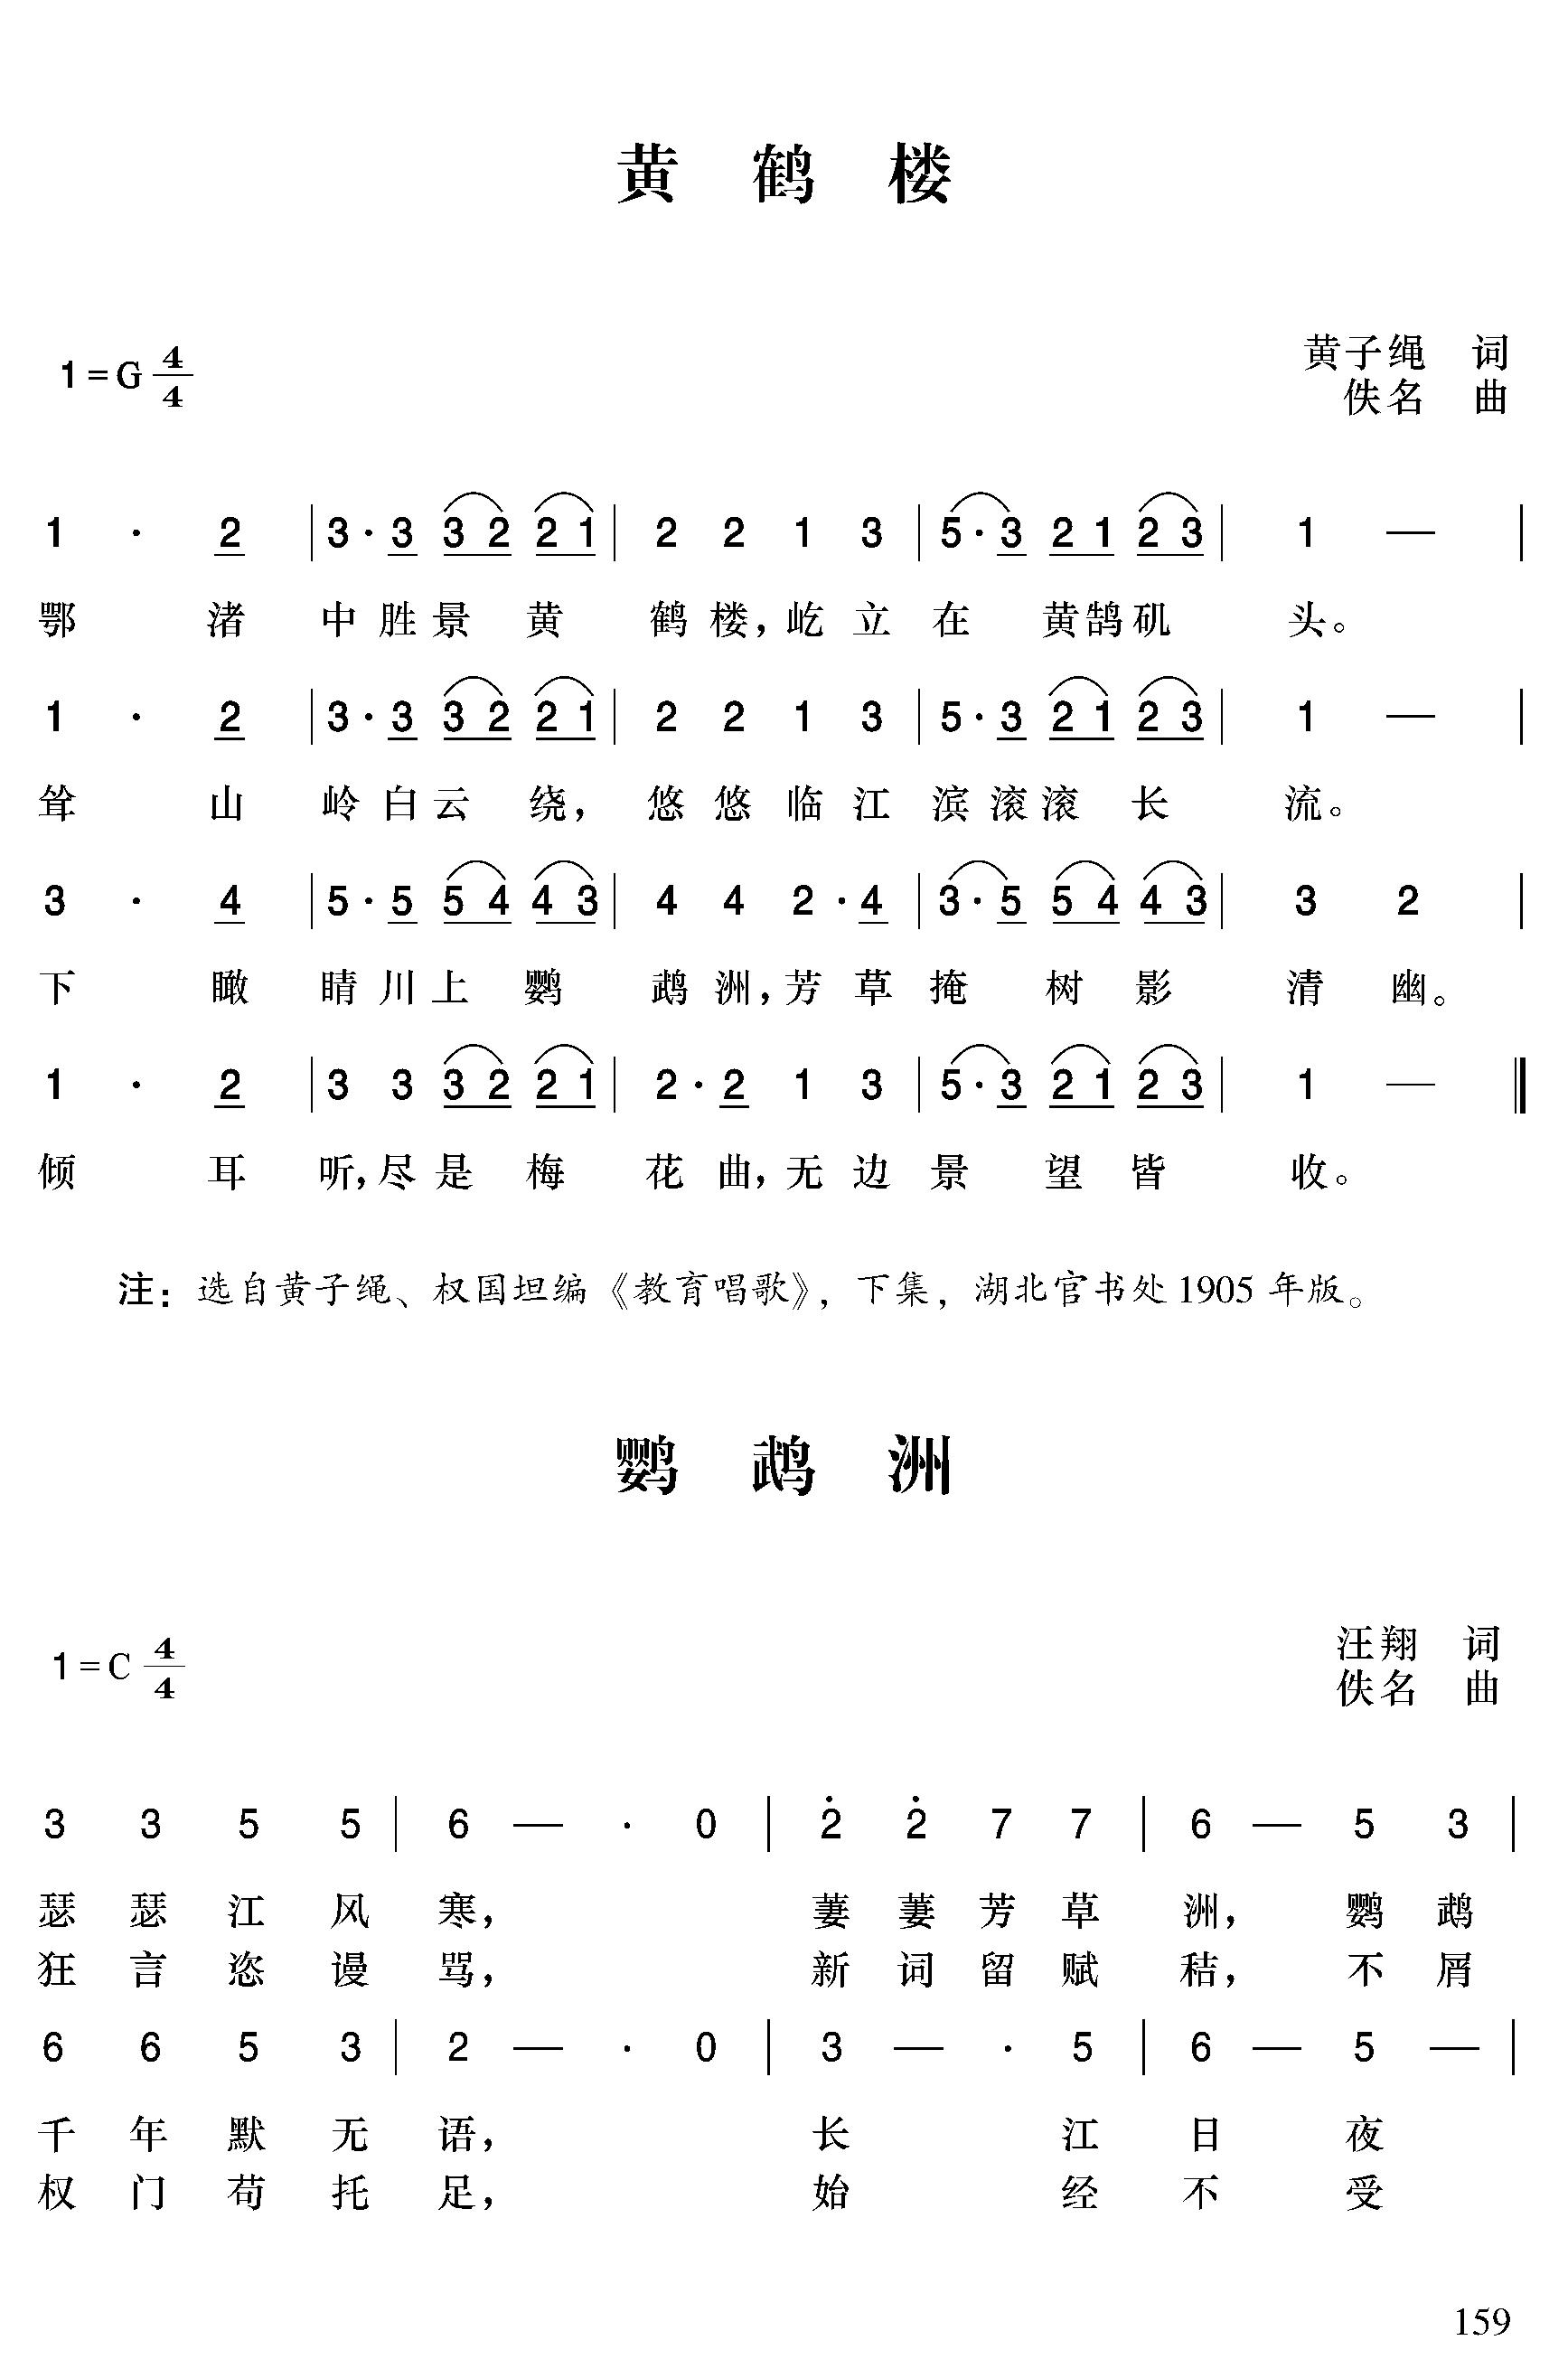 黄鹤楼
1=G 4/4
黄子绳 词
佚名 曲
1 · 2 | 3 · 3 3 2 2 1 | 2 2 1 3 | 5 · 3 2 1 2 3 | 1 — |
鄂 渚 中 胜 景 黄 鹤 楼， 屹 立 在 黄 鹄 矶 头。
1 · 2 | 3 · 3 3 2 2 1 | 2 2 1 3 | 5 · 3 2 1 2 3 | 1 — |
耸 山 岭 白 云 绕， 悠 悠 临 江 滨 滚 滚 长 流。
3 · 4 | 5 · 5 5 4 4 3 | 4 4 2 · 4 | 3 · 5 5 4 4 3 | 3 2 |
下 瞰 晴 川 上 鹦 鹉 洲， 芳 草 掩 树 影 清 幽。
1 · 2 | 3 3 3 2 2 1 | 2 · 2 1 3 | 5 · 3 2 1 2 3 | 1 — ‖
倾 耳 听， 尽 是 梅 花 曲， 无 边 景 望 皆 收。
注：选自黄子绳、权国坦编《教育唱歌》，下集，湖北官书处 1905 年版。
鹦鹉洲
1=C 4/4
汪翔 词
佚名 曲
3 3 5 5 | 6 — · 0 | 2̇ 2̇ 7 7 | 6 — 5 3 |
瑟 瑟 江 风 寒， 萋 萋 芳 草 洲， 鹦 鹉
狂 言 恣 谩 骂， 新 词 留 赋 秸， 不 屑
6 6 5 3 | 2 — · 0 | 3 — · 5 | 6 — 5 — |
千 年 默 无 语， 长 江 日 夜
权 门 苟 托 足， 始 经 不 受
159